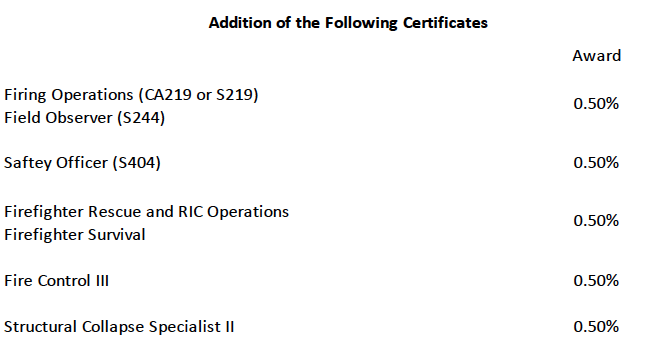 Addition of the Following Certificates
Award
Firing Operations (CA219 or S219)
Field Observer (S244)
0.50%
Saftey Officer (S404)
0.50%
Firefighter Rescue and RIC Operations
Firefighter Survival
0.50%
Fire Control III
0.50%
Structural Collapse Specialist II
0.50%